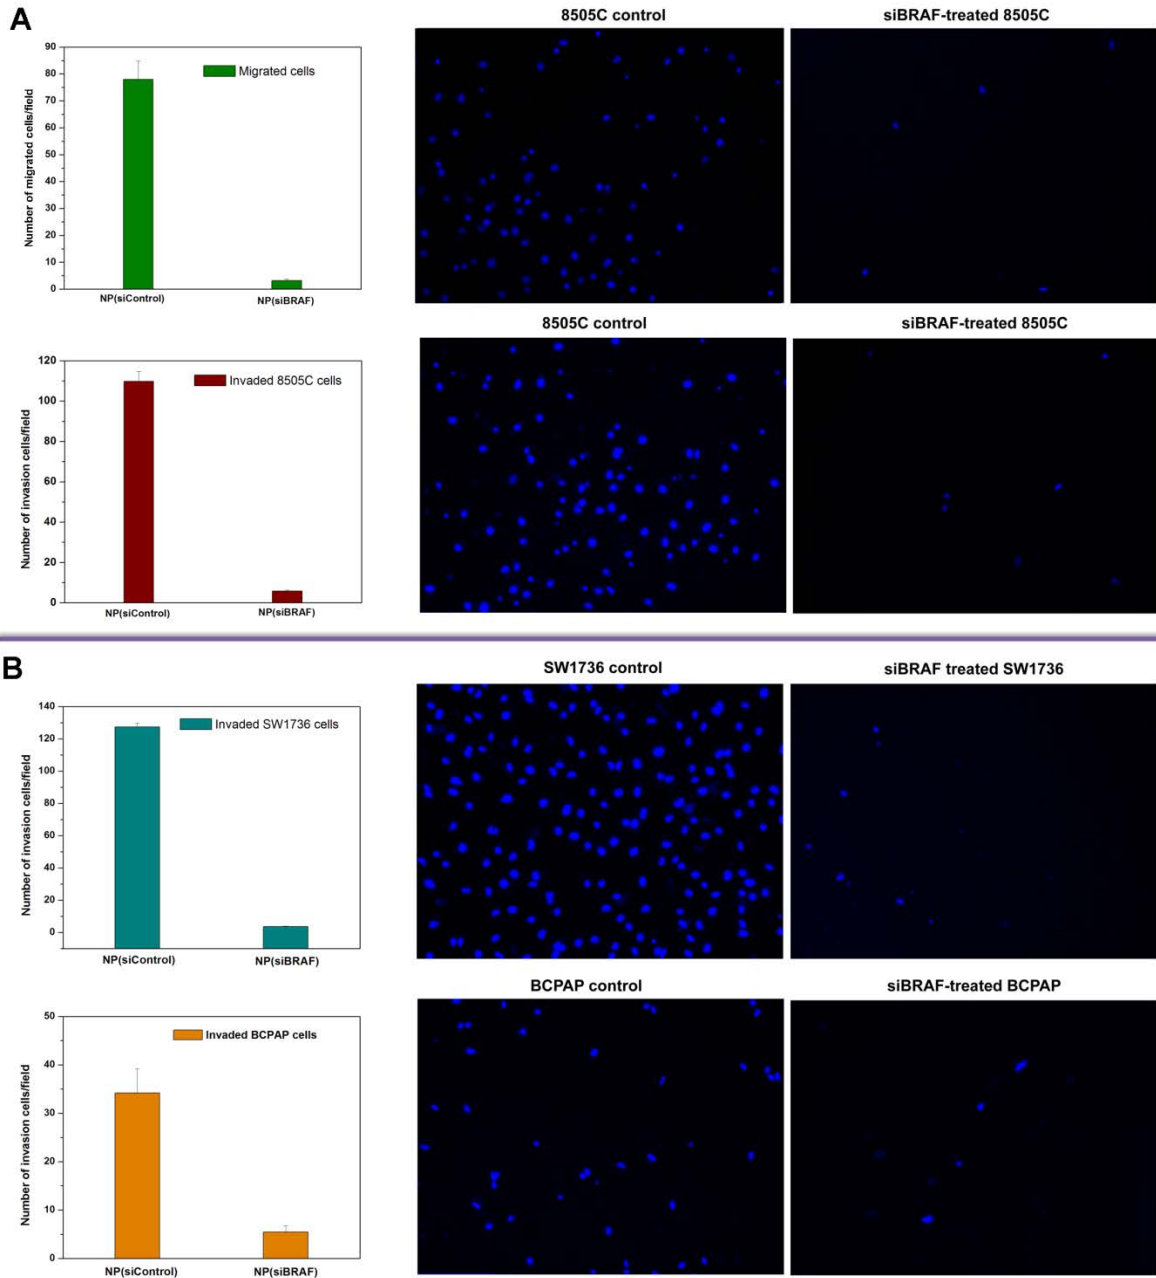 A
8505C control
siBRAF-treated 8505C
90
80
70
60
50
40
30
20
10
0
Number of migrated cells/field
Migrated cells
NP(siControl)
NP(siBRAF)
8505C control
siBRAF-treated 8505C
120
100
80
60
40
20
0
Number of invasion cells/field
Invaded 8505C cells
NP(siControl)
NP(siBRAF)
B
SW1736 control
siBRAF treated SW1736
140
120
100
80
60
40
20
0
Number of invasion cells/field
Invaded SW1736 cells
NP(siControl)
NP(siBRAF)
BCPAP control
siBRAF-treated BCPAP
50
40
30
20
10
0
Number of invasion cells/field
Invaded BCPAP cells
NP(siControl)
NP(siBRAF)